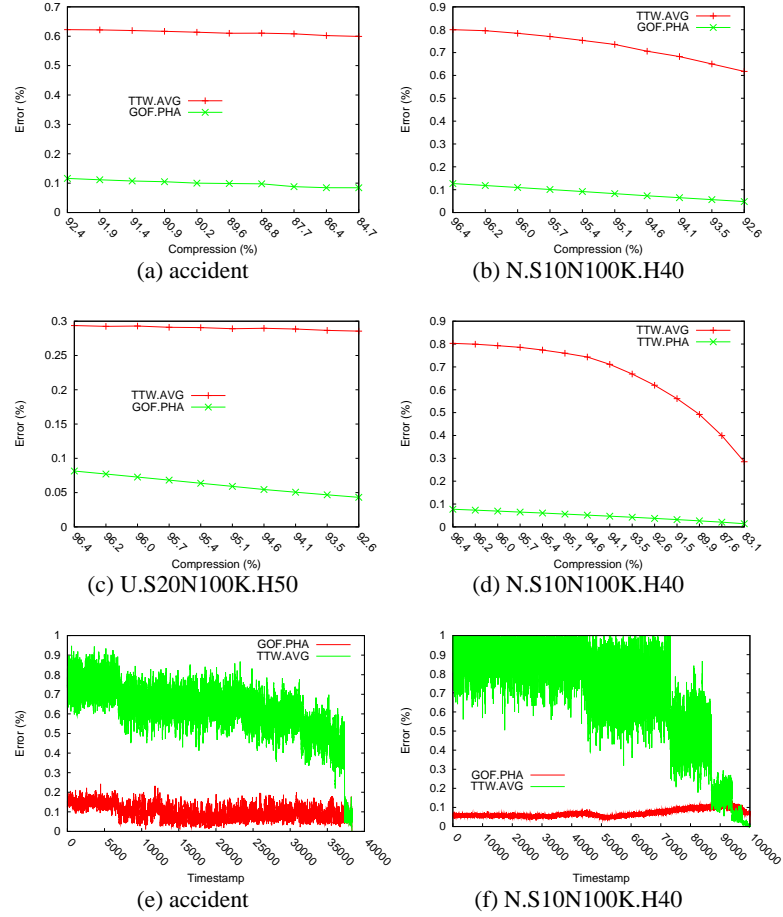 0.7
0.6
0.5
0.4
0.3
0.2
0.1
0
Error (%)
TTW.AVG
GOF.PHA
92.4 91.9 91.4 90.9 90.2 89.6 88.8 87.7 86.4 84.7
Compression (%)
(a) accident
0.9
0.8
0.7
0.6
0.5
0.4
0.3
0.2
0.1
0
Error (%)
TTW.AVG
GOF.PHA
96.4 96.2 96.0 95.7 95.4 95.1 94.6 94.1 93.5 92.6
Compression (%)
(b) N.S10N100K.H40
0.3
0.25
0.2
0.15
0.1
0.05
0
Error (%)
TTW.AVG
GOF.PHA
96.4 96.2 96.0 95.7 95.4 95.1 94.6 94.1 93.5 92.6
Compression (%)
(c) U.S20N100K.H50
0.9
0.8
0.7
0.6
0.5
0.4
0.3
0.2
0.1
0
Error (%)
TTW.AVG
TTW.PHA
96.4 96.2 96.0 95.7 95.4 95.1 94.6 94.1 93.5 92.6 91.5 89.9 87.6 83.1
Compression (%)
(d) N.S10N100K.H40
1
0.9
0.8
0.7
0.6
0.5
0.4
0.3
0.2
0.1
0
Error (%)
GOF.PHA
TTW.AVG
0 5000 10000 15000 20000 25000 30000 35000 40000
Timestamp
(e) accident
1
0.9
0.8
0.7
0.6
0.5
0.4
0.3
0.2
0.1
0
Error (%)
GOF.PHA
TTW.AVG
0 10000 20000 30000 40000 50000 60000 70000 80000 90000 100000
Timestamp
(f) N.S10N100K.H40